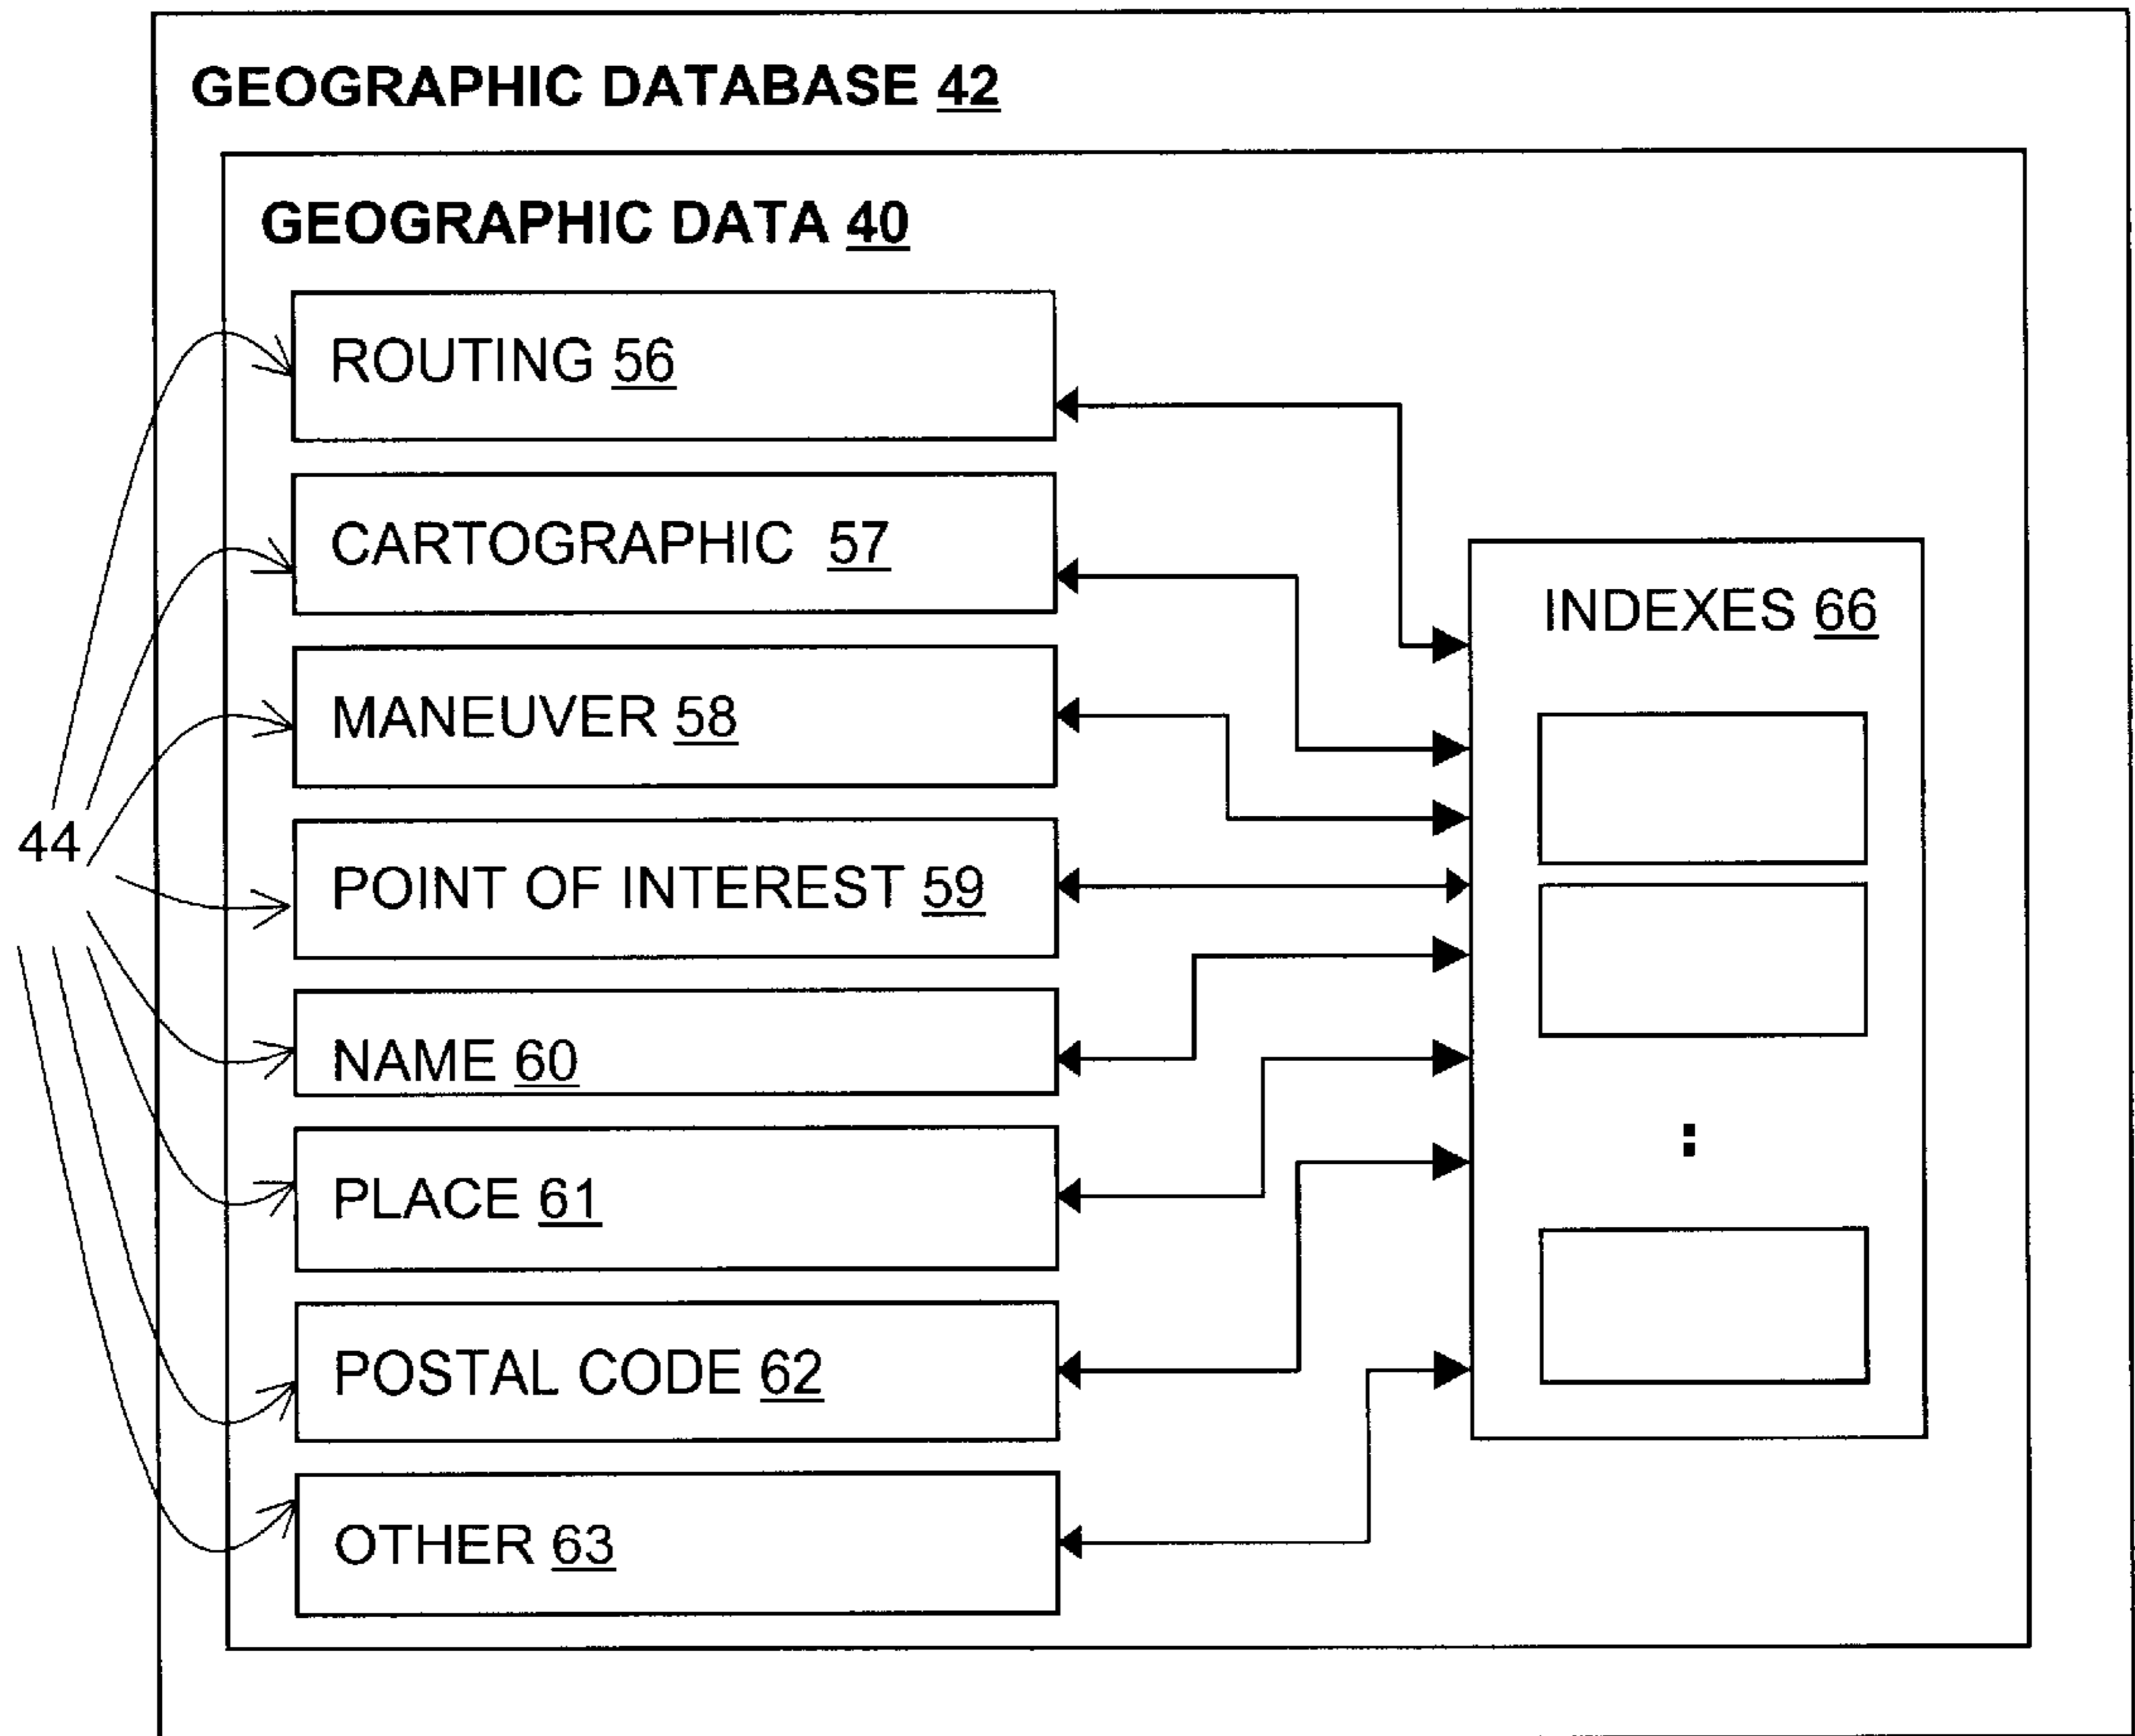 GEOGRAPHIC DATABASE 42
GEOGRAPHIC DATA 40
ROUTING 56
CARTOGRAPHIC 57
INDEXES 66
MANEUVER 58
44
POINT OF INTEREST 59
NAME 60
PLACE 61
POSTAL CODE 62
OTHER 63